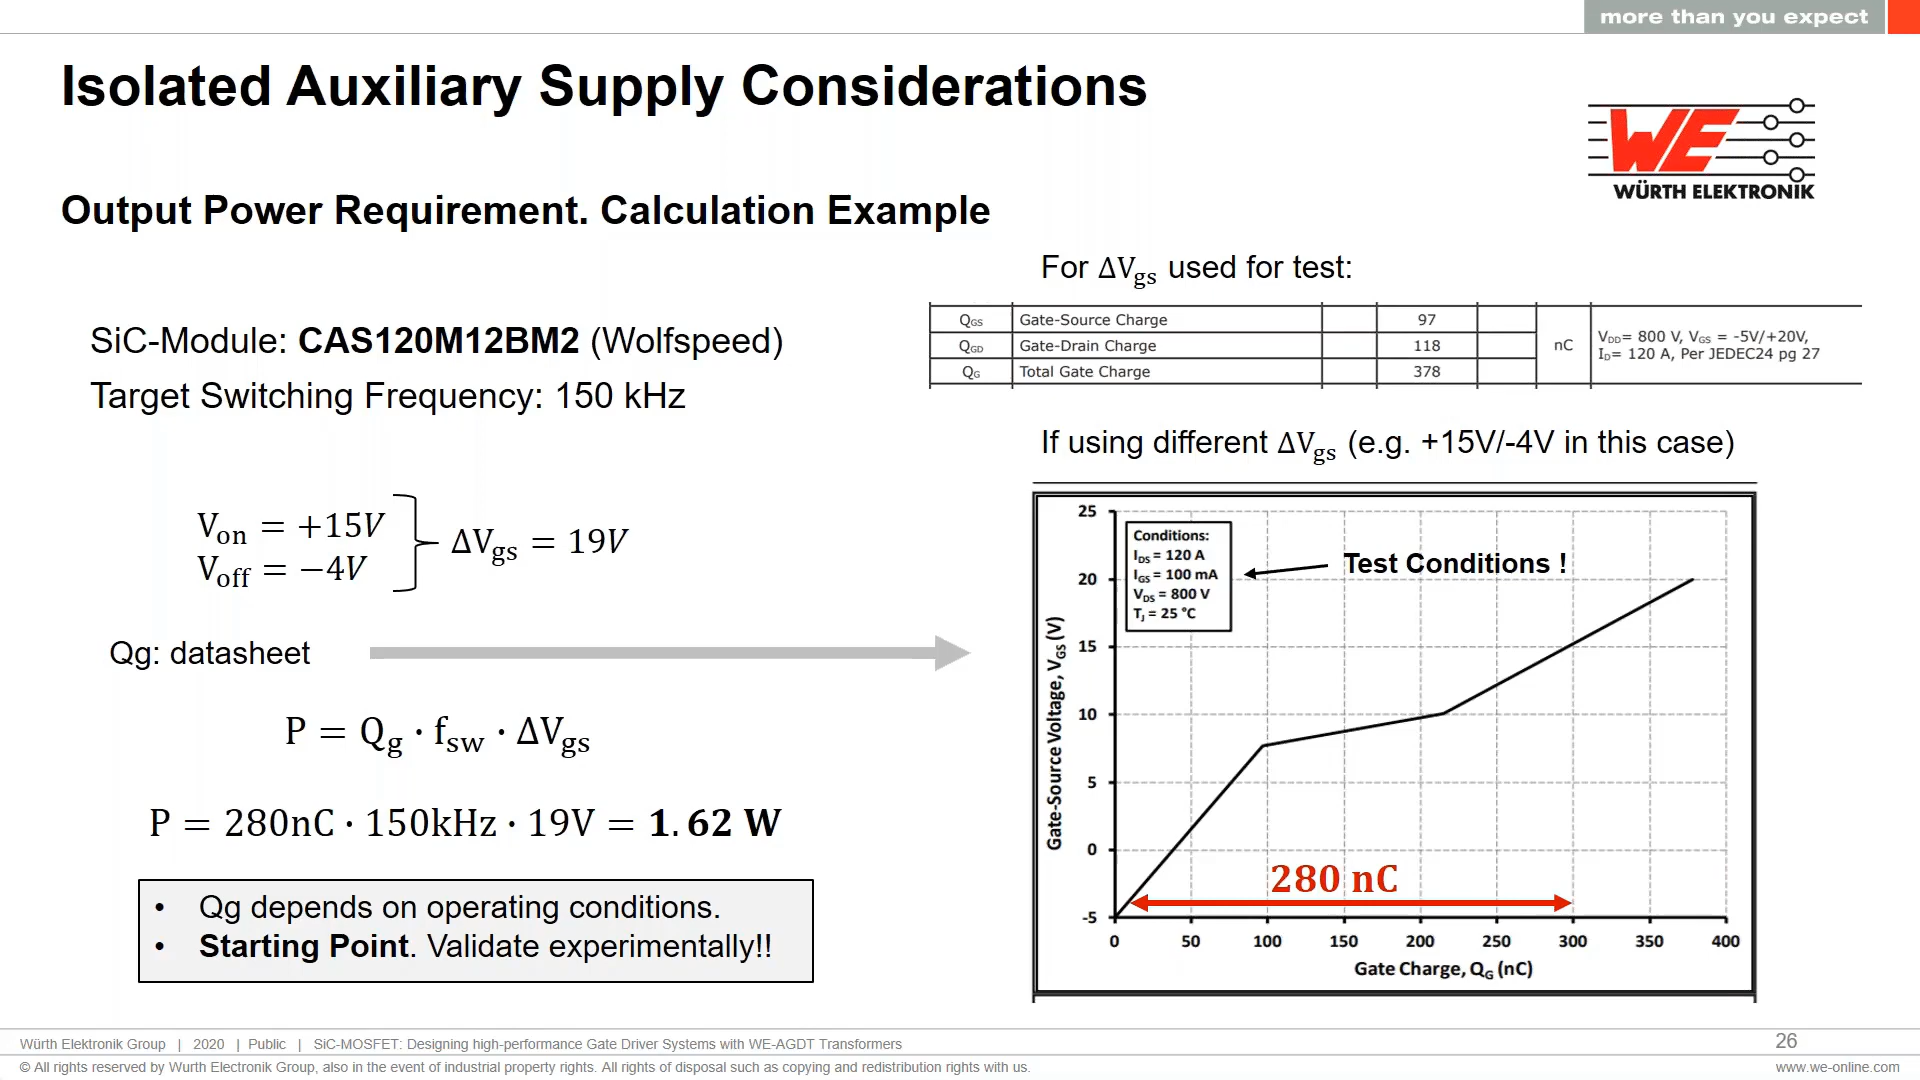 more than you expect
Isolated Auxiliary Supply Considerations
WE
WÜRTH ELEKTRONIK
Output Power Requirement. Calculation Example
For ΔVgs used for test:
QGS Gate-Source Charge 97
QGD Gate-Drain Charge 118
QG Total Gate Charge 378
nC
VDD= 800 V, VGS = -5V/+20V,
ID= 120 A, Per JEDEC24 pg 27
SiC-Module: CAS120M12BM2 (Wolfspeed)
Target Switching Frequency: 150 kHz
If using different ΔVgs (e.g. +15V/-4V in this case)
Von = +15V
Voff = −4V
ΔVgs = 19V
Qg: datasheet
P = Qg · fsw · ΔVgs
P = 280nC · 150kHz · 19V = 1.62 W
• Qg depends on operating conditions.
• Starting Point. Validate experimentally!!
Conditions:
IDS = 120 A
IGS = 100 mA
VDS = 800 V
TJ = 25 °C
Test Conditions !
Gate-Source Voltage, VGS (V)
25
20
15
10
5
0
-5
280 nC
0 50 100 150 200 250 300 350 400
Gate Charge, QG (nC)
Würth Elektronik Group | 2020 | Public | SiC-MOSFET: Designing high-performance Gate Driver Systems with WE-AGDT Transformers
26
© All rights reserved by Wurth Electronik Group, also in the event of industrial property rights. All rights of disposal such as copying and redistribution rights with us.
www.we-online.com